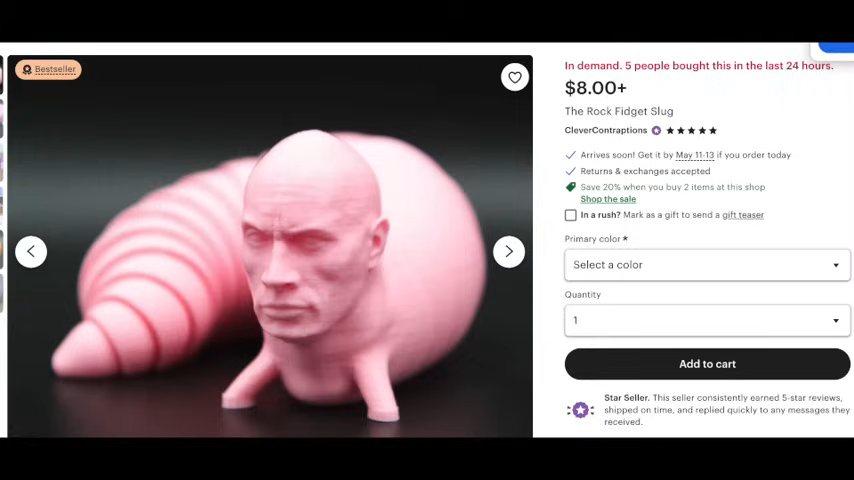 Bestseller
In demand. 5 people bought this in the last 24 hours.
$8.00+
The Rock Fidget Slug
CleverContraptions
Arrives soon! Get it by May 11-13 if you order today
Returns & exchanges accepted
Save 20% when you buy 2 items at this shop
Shop the sale
In a rush? Mark as a gift to send a gift teaser
Primary color *
Select a color
Quantity
1
Add to cart
Star Seller. This seller consistently earned 5-star reviews,
shipped on time, and replied quickly to any messages they
received.